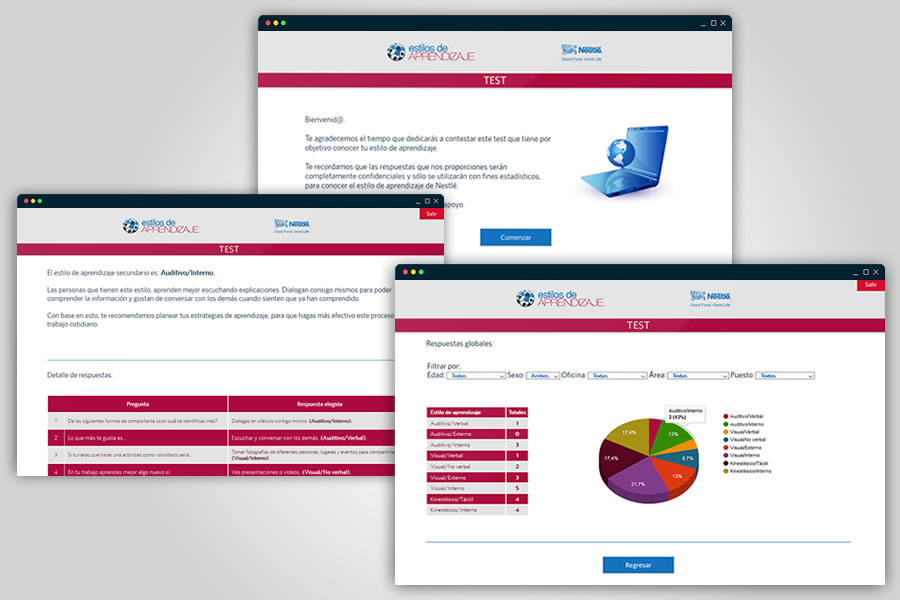 estilos de
APRENDIZAJE
Nestlé
Good Food, Good Life
TEST
Bienvenid@.
Te agradecemos el tiempo que dedicarás a contestar este test que tiene por
objetivo conocer tu estilo de aprendizaje.
Te recordamos que las respuestas que nos proporciones serán
completamente confidenciales y sólo se utilizarán con fines estadísticos,
para conocer el estilo de aprendizaje de Nestlé.
apoyo.
Comenzar
Salir
estilos de
APRENDIZAJE
Nestlé
Good Food, Good Life
TEST
El estilo de aprendizaje secundario es: Auditivo/Interno.
Las personas que tienen este estilo, aprenden mejor escuchando explicaciones. Dialogan consigo mismos para poder
comprender la información y gustan de conversar con los demás cuando sienten que ya han comprendido.
Con base en esto, te recomendamos planear tus estrategias de aprendizaje, para que hagas más efectivo este proceso
trabajo cotidiano.
Detalle de respuestas:
Pregunta Respuesta elegida
1 De las siguientes formas de comportarse ¿con cuál te identificas más? Dialogas en silencio contigo mismo. (Auditivo/Interno).
2 Lo que más te gusta es... Escuchar y conversar con los demás. (Auditivo/Verbal).
3 Si tuvieras que hacer una actividad como voluntario sería... Tomar fotografías de diferentes personas, lugares y eventos para compartirlas
(Visual/Interno).
4 En tu trabajo aprendes mejor algo nuevo si: Ves presentaciones o videos. (Visual/No verbal).
Salir
estilos de
APRENDIZAJE
Nestlé
Good Food, Good Life
TEST
Respuestas globales:
Filtrar por:
Edad: Todas Sexo: Ambos Oficina: Todas Área: Todas Puesto: Todos
Estilo de aprendizaje Totales
Auditivo/Verbal 1
Auditivo/Externo 0
Auditivo/Interno 3
Visual/Verbal 1
Visual/No verbal 2
Visual/Externo 3
Visual/Interno 5
Kinestésico/Táctil 4
Kinestésico/Interno 4
Auditivo/Interno
3 (13%)
13%
8,7%
13%
21,7%
17,4%
17,4%
Auditivo/Verbal
Auditivo/Interno
Visual/Verbal
Visual/No verbal
Visual/Externo
Visual/Interno
Kinestésico/Táctil
Kinestésico/Interno
Regresar